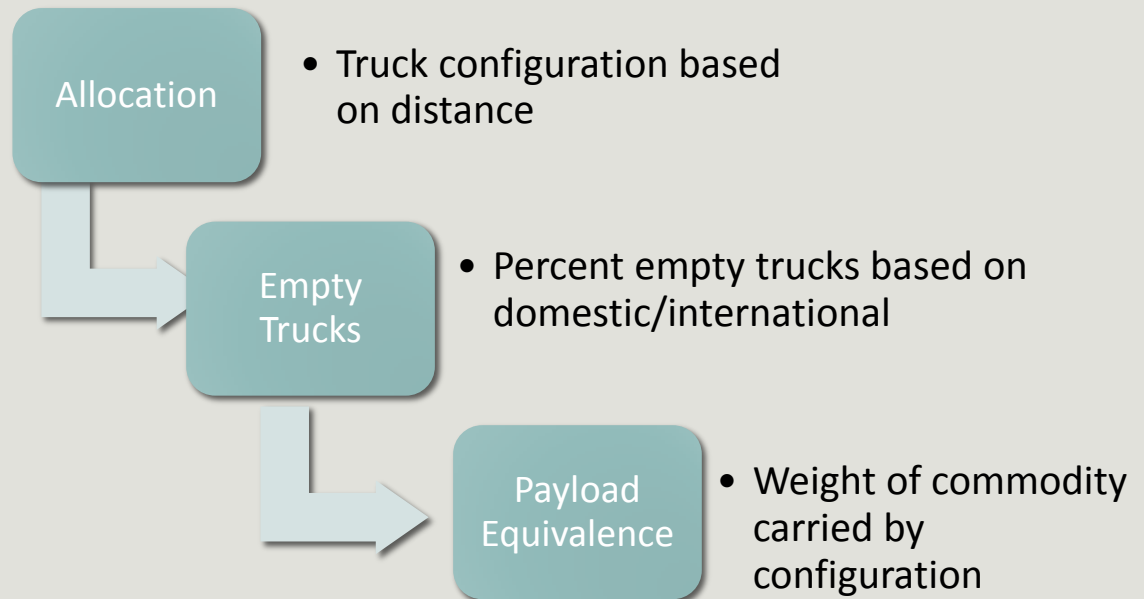 Allocation
• Truck configuration based
on distance
Empty
Trucks
• Percent empty trucks based on
domestic/international
Payload
Equivalence
• Weight of commodity
carried by
configuration